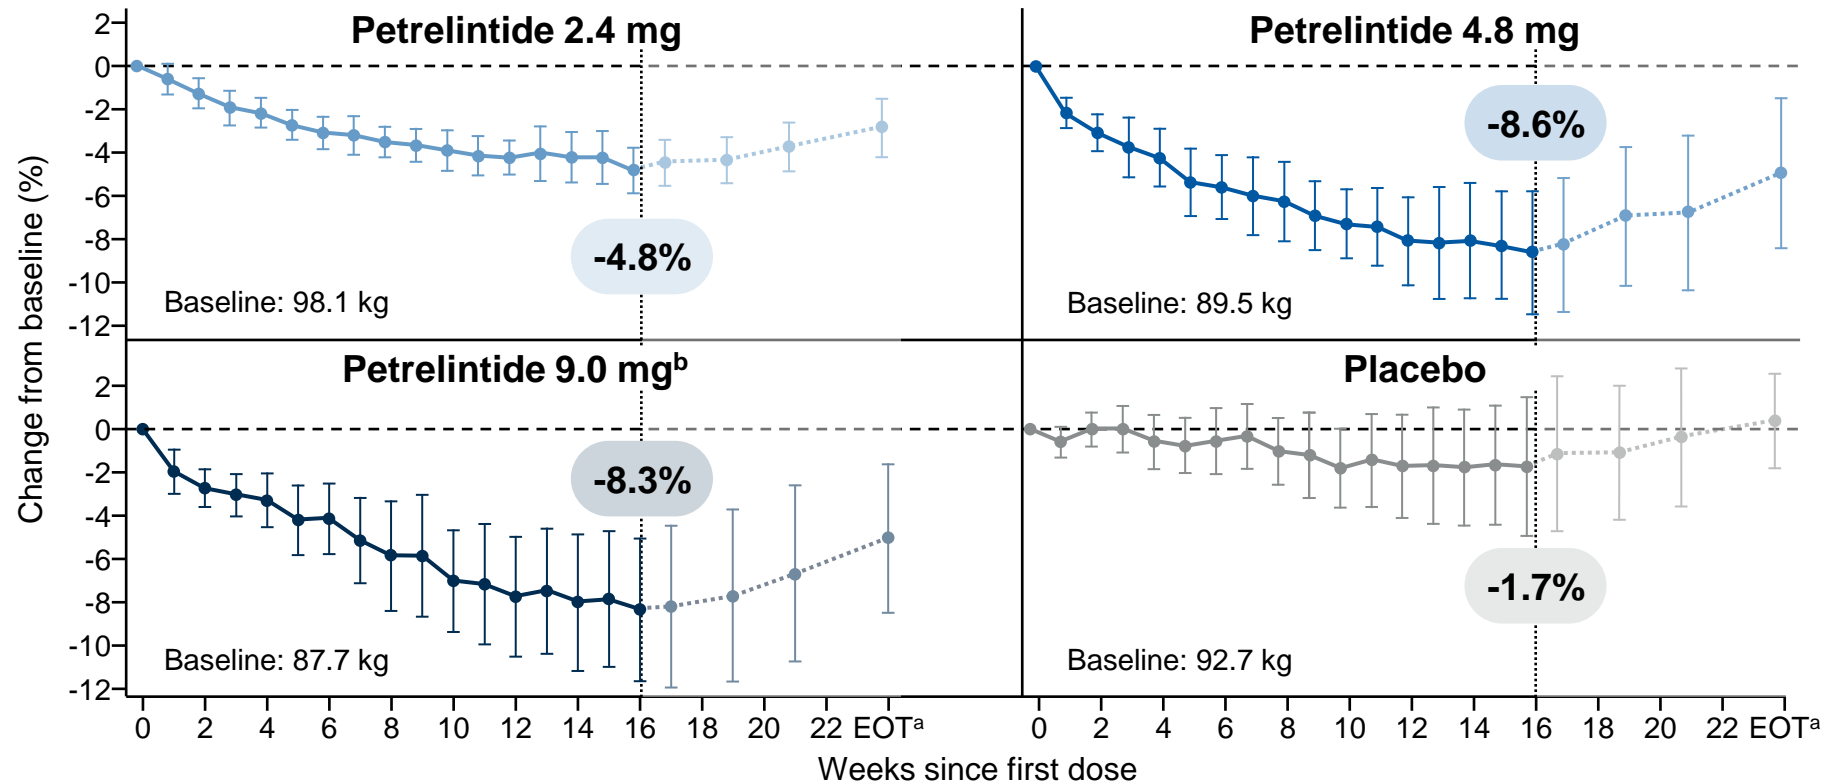 Change from baseline (%)
Petrelintide 2.4 mg
2
0
-2
-4
-6
-8
-10
-12
-4.8%
Baseline: 98.1 kg
Petrelintide 4.8 mg
-8.6%
Baseline: 89.5 kg
Petrelintide 9.0 mgᵇ
2
0
-2
-4
-6
-8
-10
-12
-8.3%
Baseline: 87.7 kg
Placebo
-1.7%
Baseline: 92.7 kg
0 2 4 6 8 10 12 14 16 18 20 22 EOTᵃ
0 2 4 6 8 10 12 14 16 18 20 22 EOTᵃ
Weeks since first dose